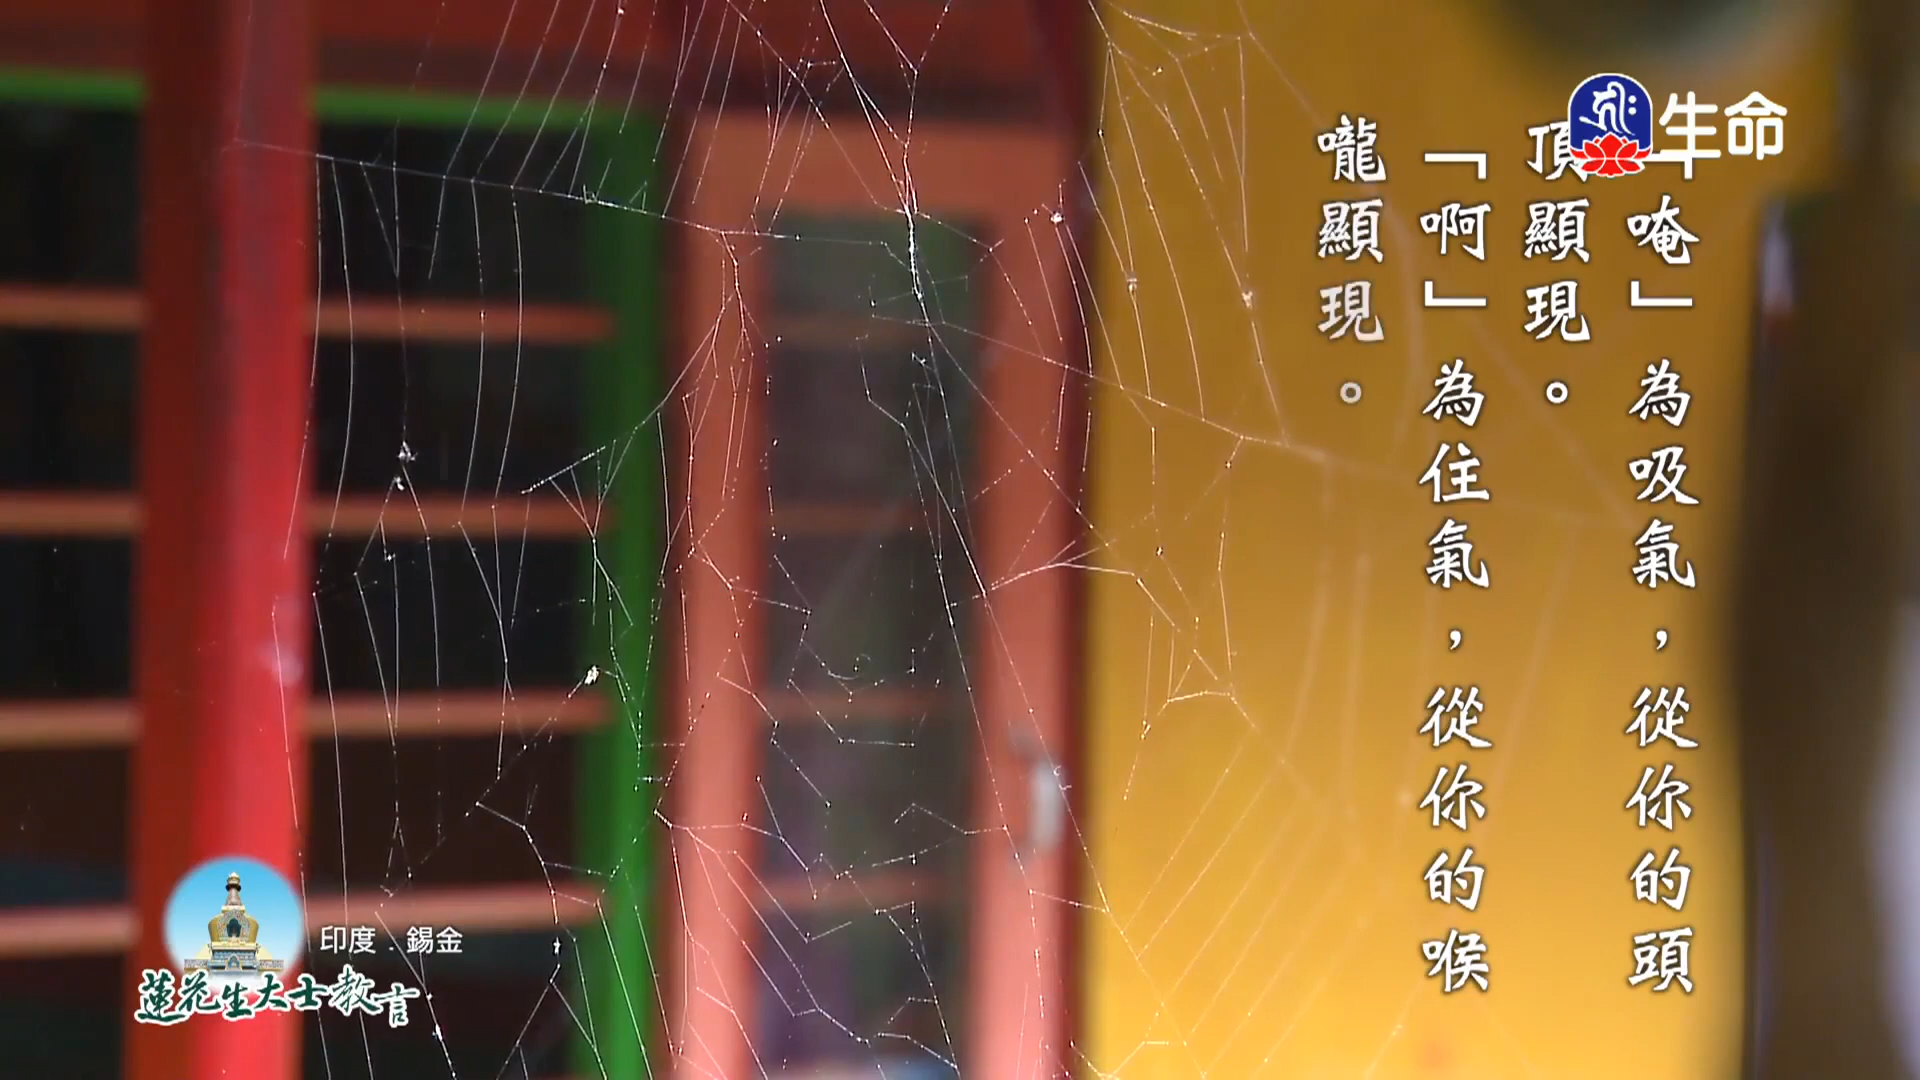 生命
「唵」為吸氣，從你的頭
頂顯現。
「啊」為住氣，從你的喉
嚨顯現。
印度．錫金
蓮花生大士教言